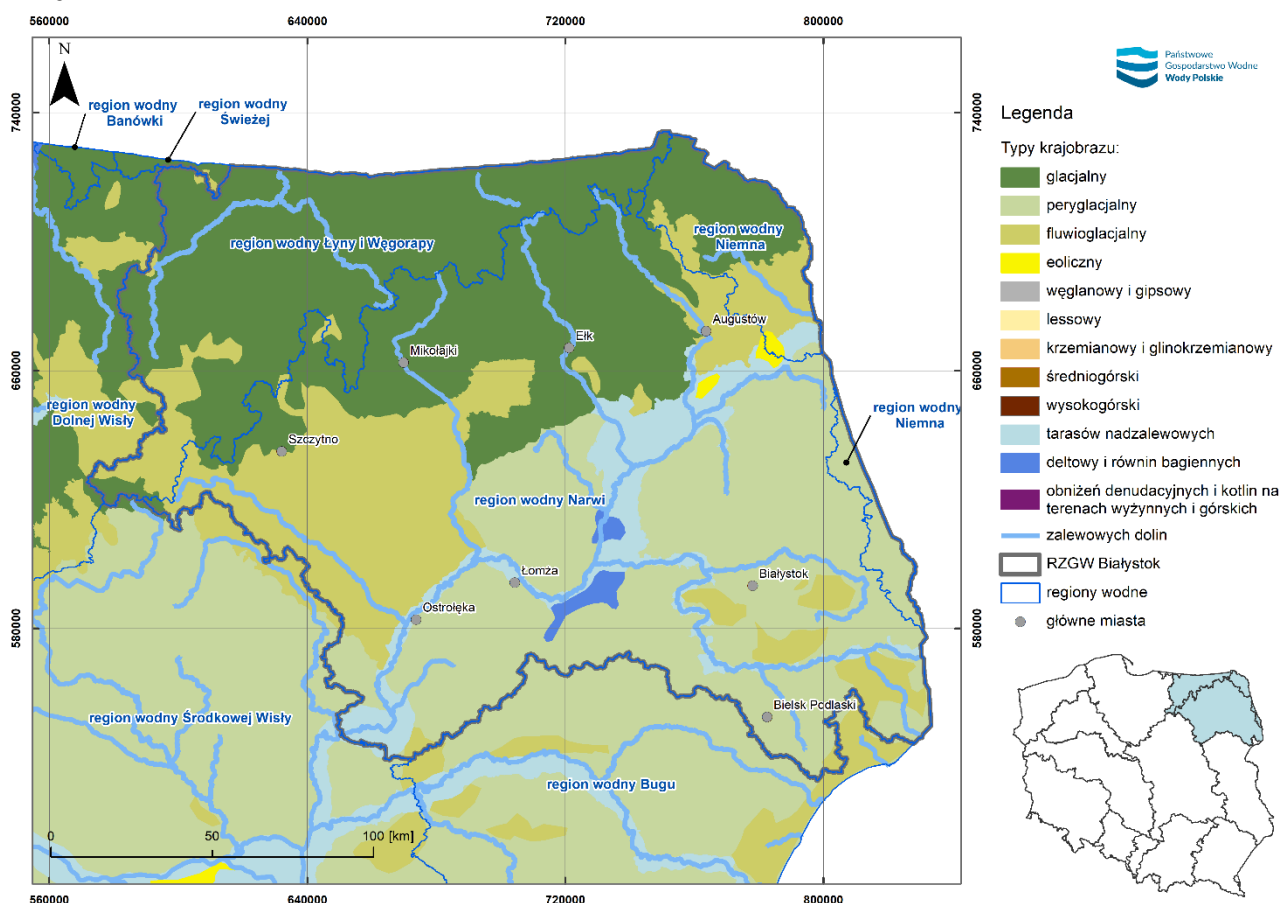 560000
640000
720000
800000
N
region wodny
Banówki
region wodny
Świeżej
740000
740000
region wodny Łyny i Węgorapy
region wodny
Niemna
Augustów
Ełk
Mikołajki
660000
660000
region wodny
Dolnej Wisły
region wodny
Niemna
Szczytno
region wodny Narwi
Łomża
Białystok
Ostrołęka
580000
580000
Bielsk Podlaski
region wodny Środkowej Wisły
region wodny Bugu
0
50
100 [km]
560000
640000
720000
800000
Państwowe
Gospodarstwo Wodne
Wody Polskie
Legenda
Typy krajobrazu:
glacjalny
peryglacjalny
fluwioglacjalny
eoliczny
węglanowy i gipsowy
lessowy
krzemianowy i glinokrzemianowy
średniogórski
wysokogórski
tarasów nadzalewowych
deltowy i równin bagiennych
obniżeń denudacyjnych i kotlin na
terenach wyżynnych i górskich
zalewowych dolin
RZGW Białystok
regiony wodne
główne miasta